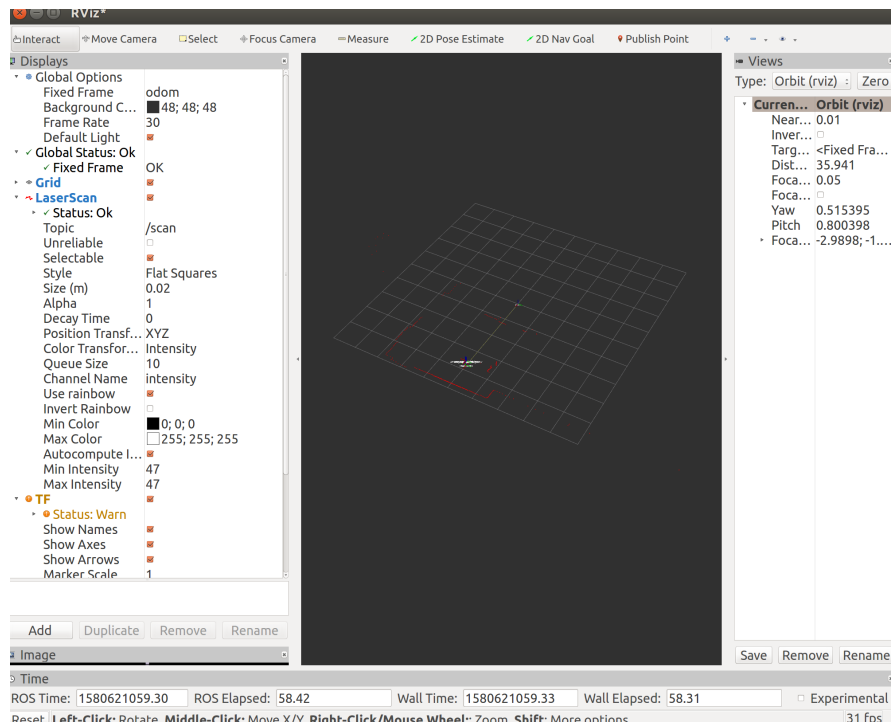 RViz*
Interact Move Camera Select Focus Camera Measure 2D Pose Estimate 2D Nav Goal Publish Point
Displays
Global Options
Fixed Frame odom
Background C... 48; 48; 48
Frame Rate 30
Default Light
Global Status: Ok
Fixed Frame OK
Grid
LaserScan
Status: Ok
Topic /scan
Unreliable
Selectable
Style Flat Squares
Size (m) 0.02
Alpha 1
Decay Time 0
Position Transf... XYZ
Color Transfor... Intensity
Queue Size 10
Channel Name intensity
Use rainbow
Invert Rainbow
Min Color 0; 0; 0
Max Color 255; 255; 255
Autocompute I...
Min Intensity 47
Max Intensity 47
TF
Status: Warn
Show Names
Show Axes
Show Arrows
Marker Scale 1
Add Duplicate Remove Rename
Image
Views
Type: Orbit (rviz) Zero
Curren... Orbit (rviz)
Near... 0.01
Inver...
Targ... <Fixed Fra...
Dist... 35.941
Foca... 0.05
Foca...
Yaw 0.515395
Pitch 0.800398
Foca... -2.9898; -1....
Save Remove Rename
Time
ROS Time: 1580621059.30 ROS Elapsed: 58.42 Wall Time: 1580621059.33 Wall Elapsed: 58.31 Experimental
Reset Left-Click: Rotate. Middle-Click: Move X/Y. Right-Click/Mouse Wheel:: Zoom. Shift: More options. 31 fps